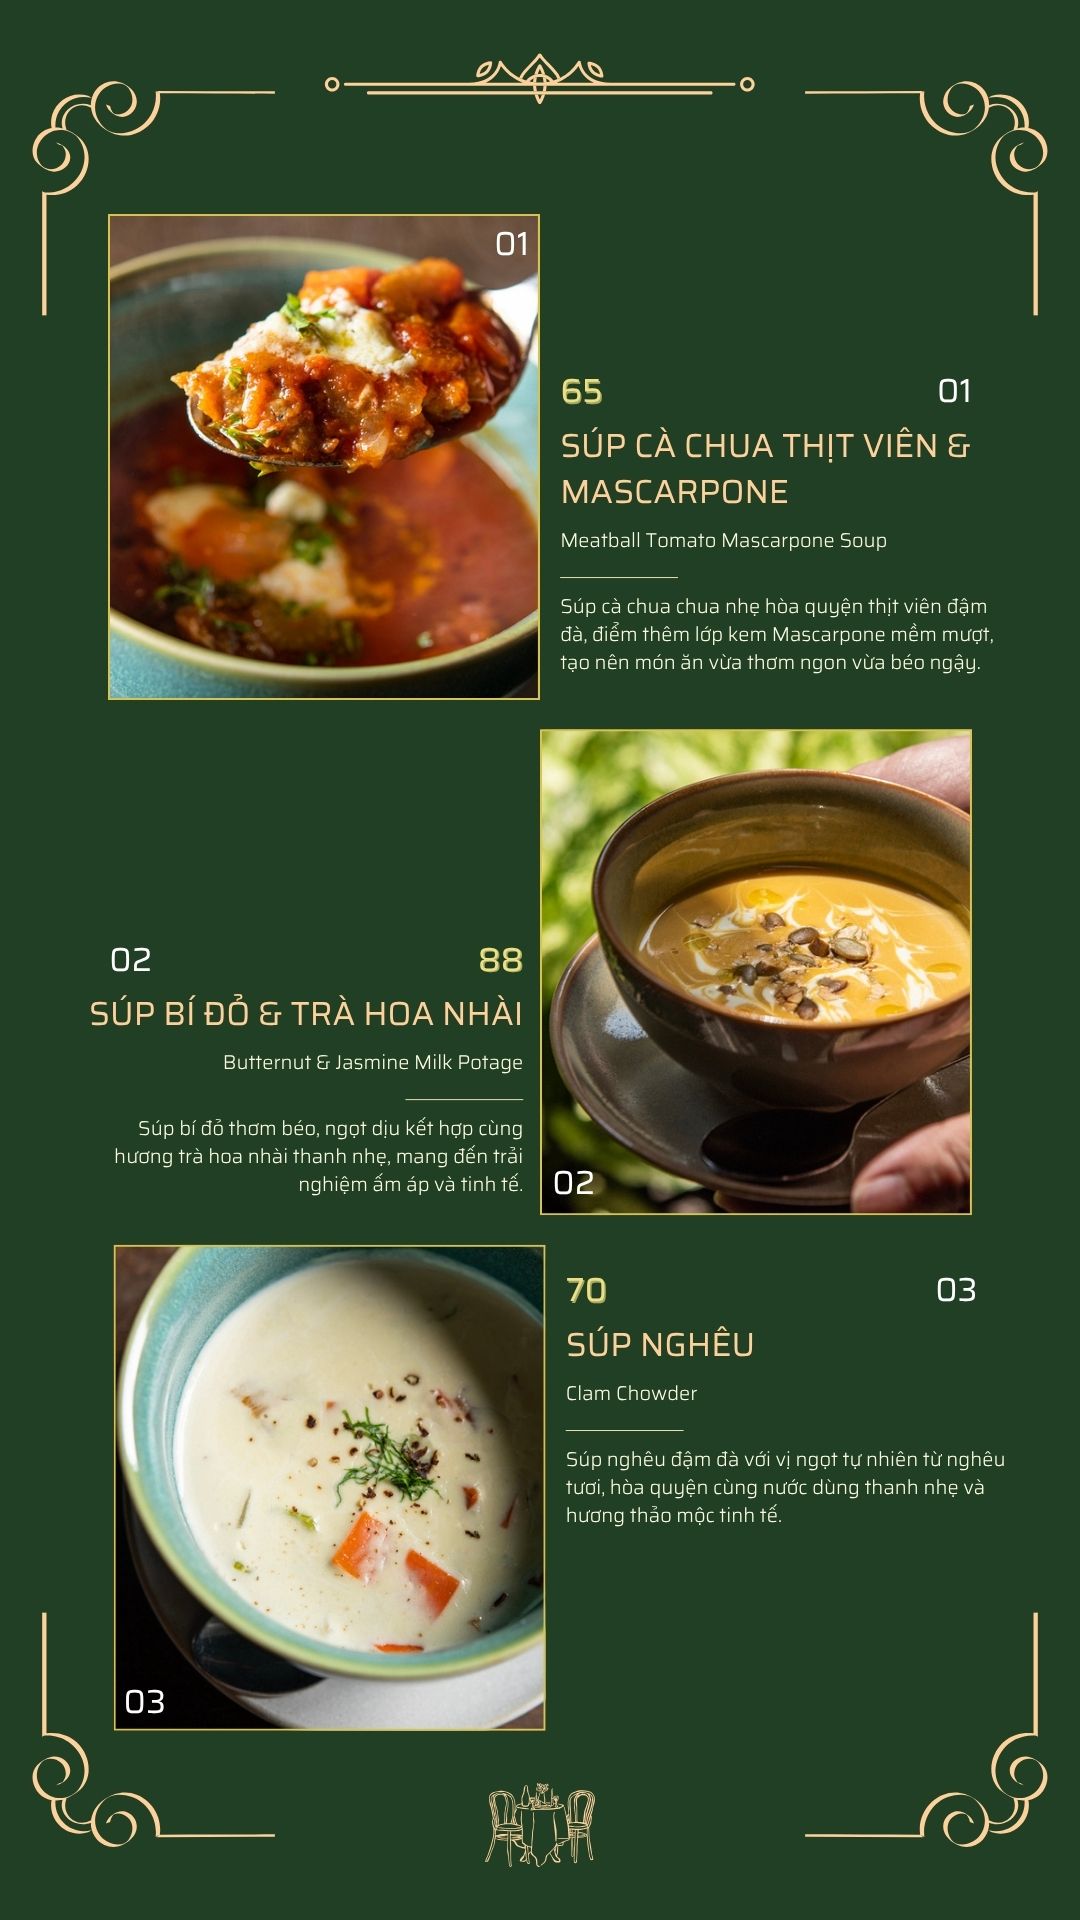 01
65
01
SÚP CÀ CHUA THỊT VIÊN &
MASCARPONE
Meatball Tomato Mascarpone Soup
Súp cà chua chua nhẹ hòa quyện thịt viên đậm
đà, điểm thêm lớp kem Mascarpone mềm mượt,
tạo nên món ăn vừa thơm ngon vừa béo ngậy.
02
88
SÚP BÍ ĐỎ & TRÀ HOA NHÀI
Butternut & Jasmine Milk Potage
Súp bí đỏ thơm béo, ngọt dịu kết hợp cùng
hương trà hoa nhài thanh nhẹ, mang đến trải
nghiệm ấm áp và tinh tế.
02
70
03
SÚP NGHÊU
Clam Chowder
Súp nghêu đậm đà với vị ngọt tự nhiên từ nghêu
tươi, hòa quyện cùng nước dùng thanh nhẹ và
hương thảo mộc tinh tế.
03